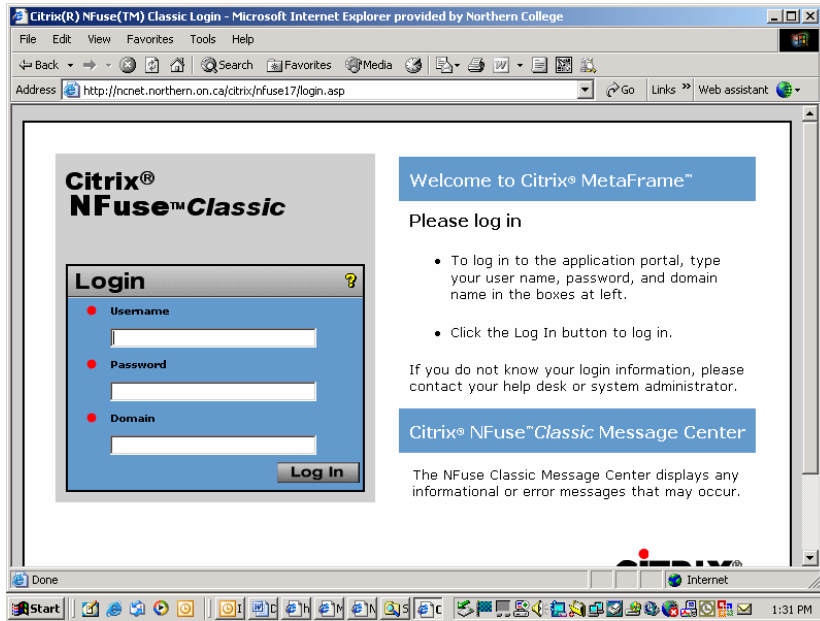 Citrix(R) NFuse(TM) Classic Login - Microsoft Internet Explorer provided by Northern College
File Edit View Favorites Tools Help
Back Search Favorites Media
Address http://ncnet.northern.on.ca/citrix/nfuse17/login.asp Go Links » Web assistant
Citrix®
NFuse™Classic
Login ?
Username
Password
Domain
Log In
Welcome to Citrix® MetaFrame™
Please log in
• To log in to the application portal, type
your user name, password, and domain
name in the boxes at left.
• Click the Log In button to log in.
If you do not know your login information, please
contact your help desk or system administrator.
Citrix® NFuse™Classic Message Center
The NFuse Classic Message Center displays any
informational or error messages that may occur.
Done Internet
Start 1:31 PM